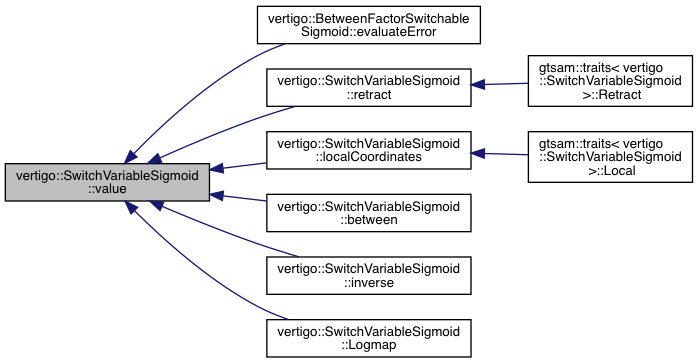 vertigo::BetweenFactorSwitchable
Sigmoid::evaluateError
vertigo::SwitchVariableSigmoid
::retract
gtsam::traits< vertigo
::SwitchVariableSigmoid
>::Retract
vertigo::SwitchVariableSigmoid
::localCoordinates
gtsam::traits< vertigo
::SwitchVariableSigmoid
>::Local
vertigo::SwitchVariableSigmoid
::value
vertigo::SwitchVariableSigmoid
::between
vertigo::SwitchVariableSigmoid
::inverse
vertigo::SwitchVariableSigmoid
::Logmap